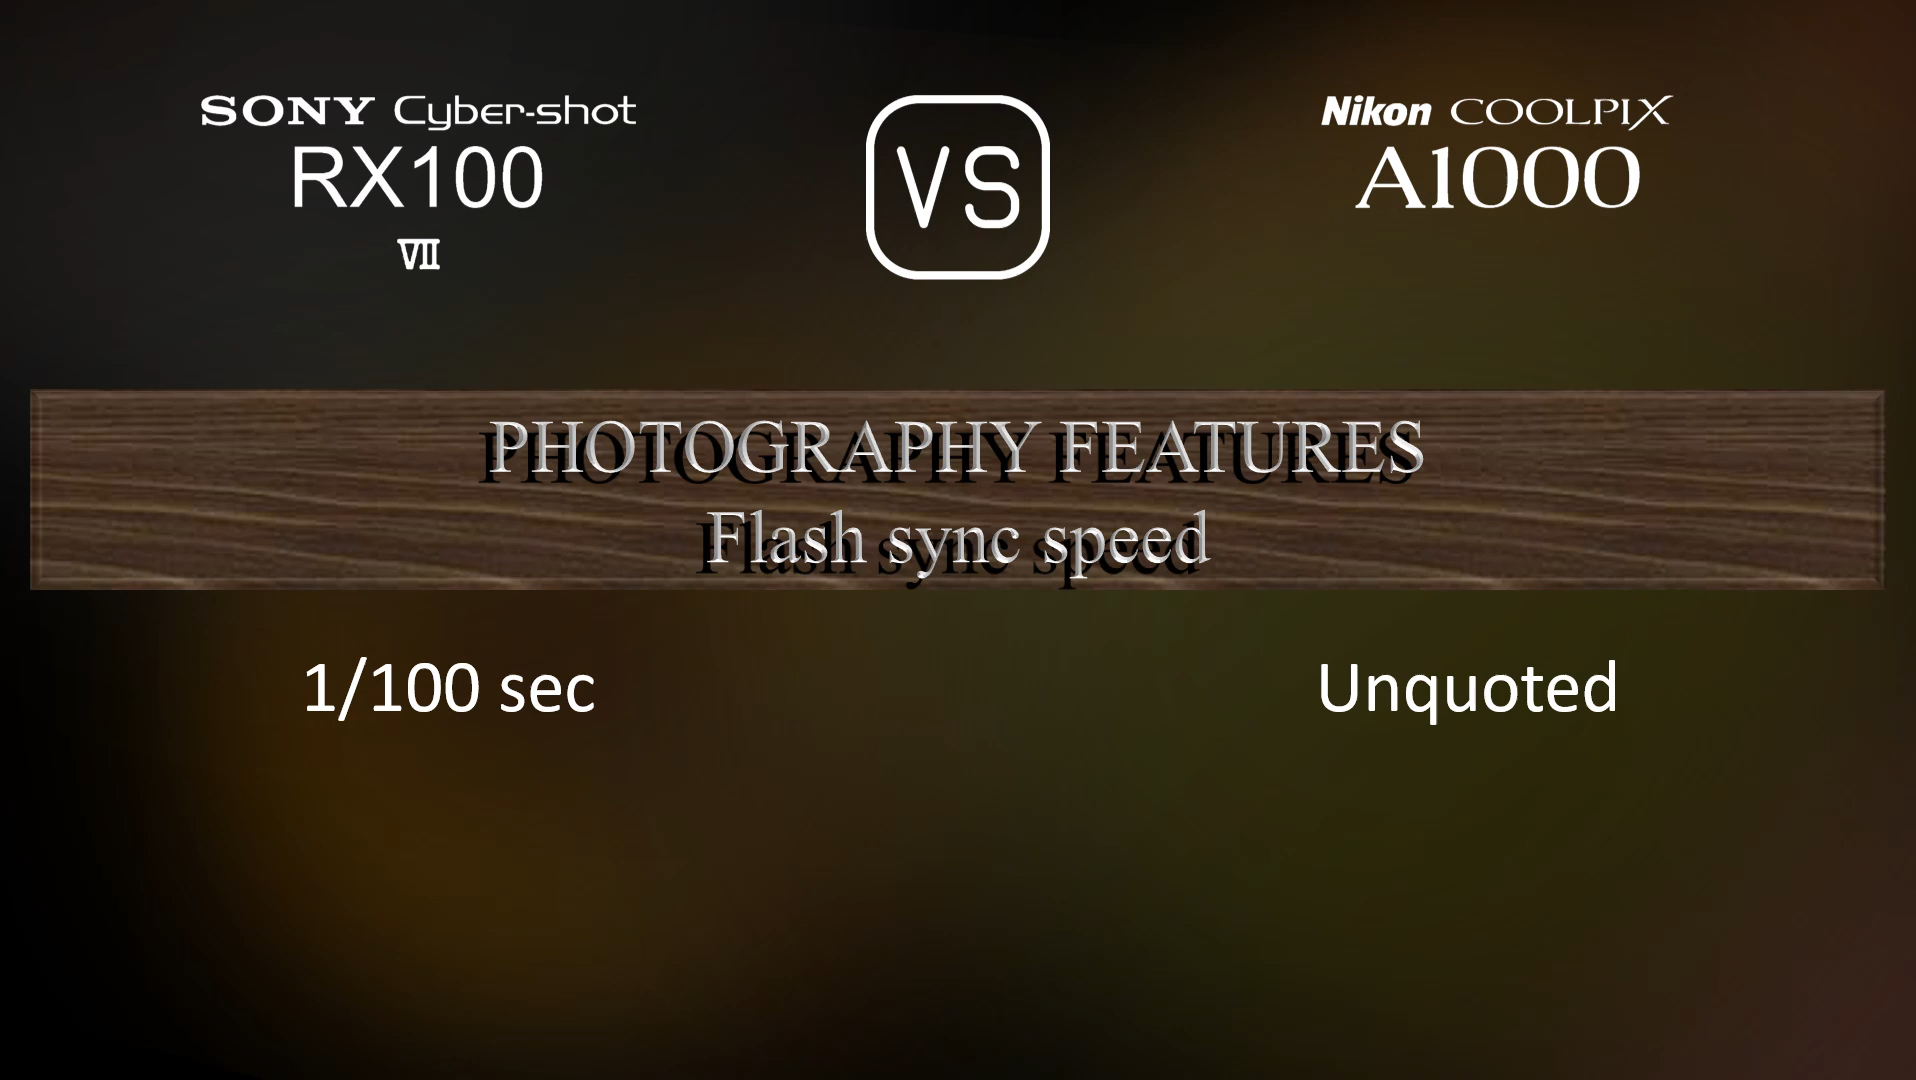 SONY Cyber-shot
RX100
VII
VS
Nikon COOLPIX
A1000
PHOTOGRAPHY FEATURES
Flash sync speed
1/100 sec
Unquoted